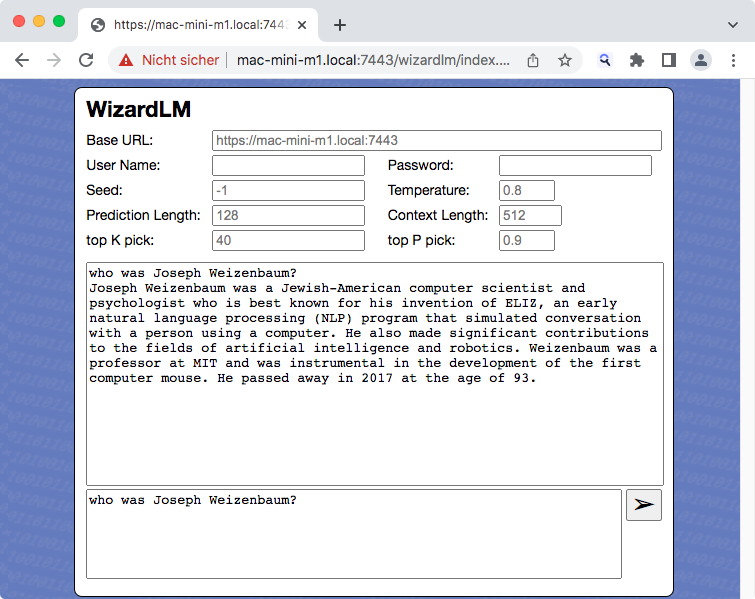 https://mac-mini-m1.local:744
Nicht sicher
mac-mini-m1.local:7443/wizardlm/index....
WizardLM
Base URL: https://mac-mini-m1.local:7443
User Name: Password:
Seed: -1 Temperature: 0.8
Prediction Length: 128 Context Length: 512
top K pick: 40 top P pick: 0.9
who was Joseph Weizenbaum?
Joseph Weizenbaum was a Jewish-American computer scientist and
psychologist who is best known for his invention of ELIZ, an early
natural language processing (NLP) program that simulated conversation
with a person using a computer. He also made significant contributions
to the fields of artificial intelligence and robotics. Weizenbaum was a
professor at MIT and was instrumental in the development of the first
computer mouse. He passed away in 2017 at the age of 93.
who was Joseph Weizenbaum?